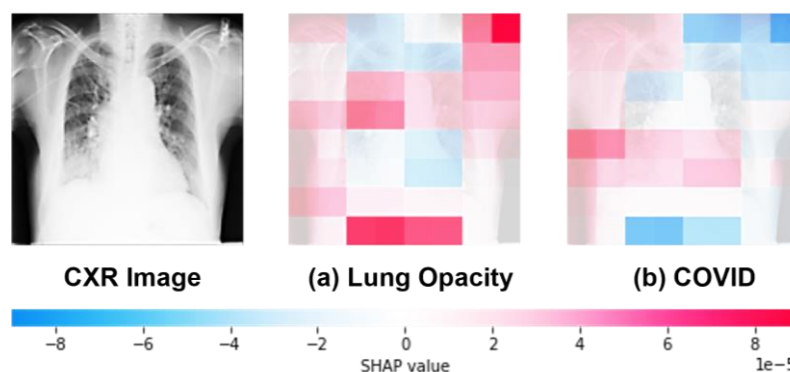 CXR Image
(a) Lung Opacity
(b) COVID
−8 −6 −4 −2 0 2 4 6 8
SHAP value
1e−5